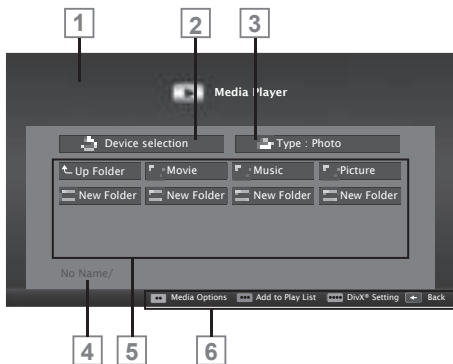 1 2 3
Media Player
Device selection Type : Photo
Up Folder Movie Music Picture
New Folder New Folder New Folder New Folder
No Name/
Media Options Add to Play List DivX® Setting Back
4 5 6